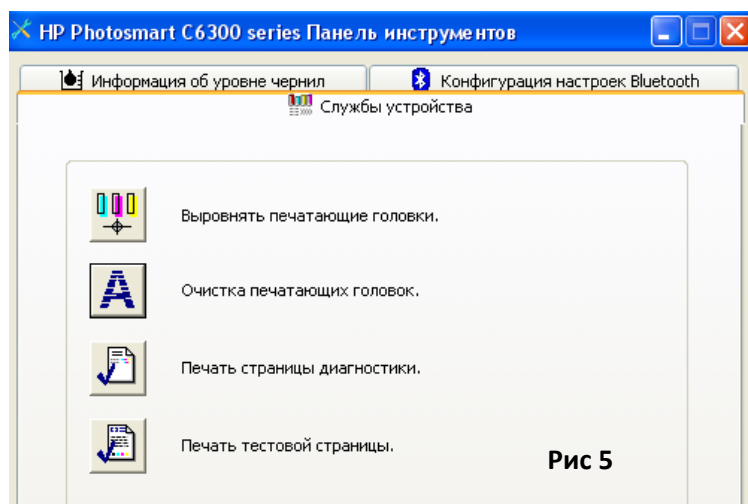 HP Photosmart C6300 series Панель инструментов
Информация об уровне чернил
Конфигурация настроек Bluetooth
Службы устройства
Выровнять печатающие головки.
Очистка печатающих головок.
Печать страницы диагностики.
Печать тестовой страницы.
Рис 5